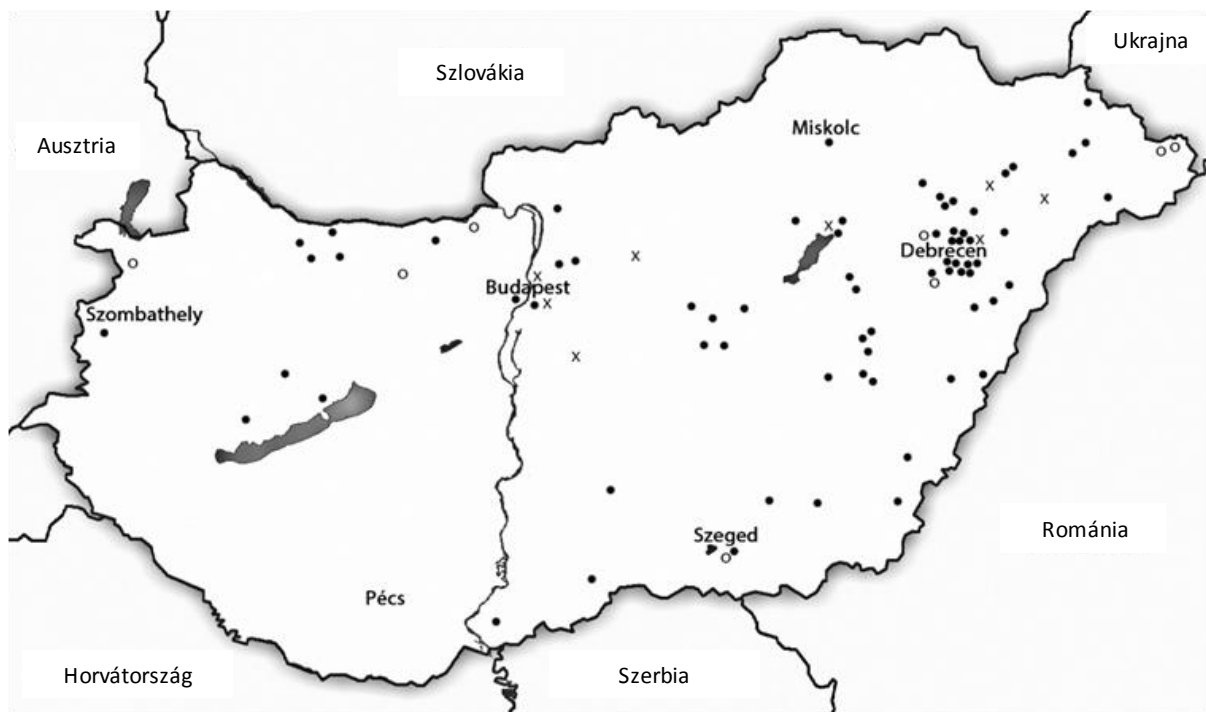 Ukrajna
Szlovákia
Miskolc
Ausztria
Debrecen
Budapest
Szombathely
Szeged
Románia
Pécs
Horvátország
Szerbia